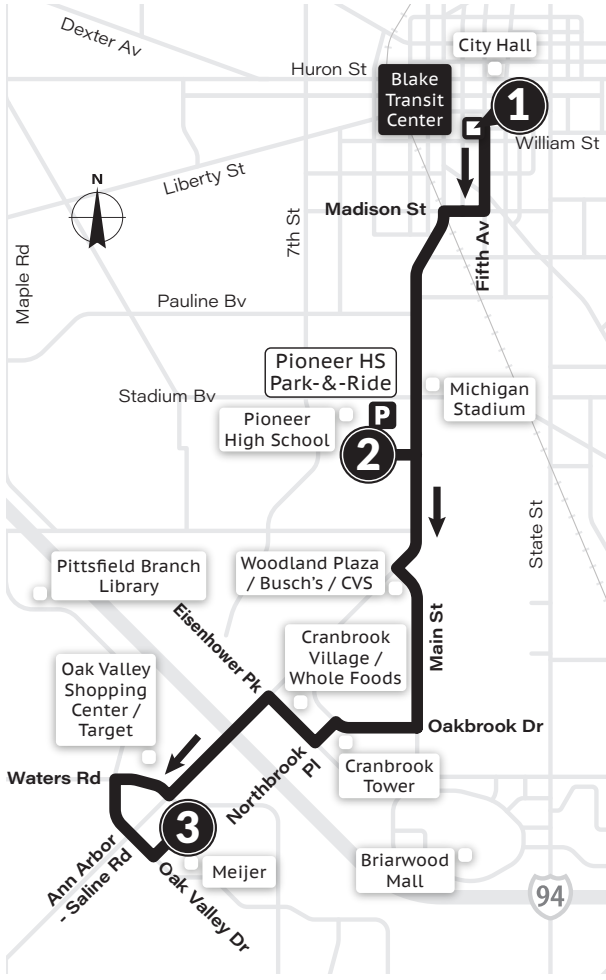 Dexter Av
City Hall
Huron St
Blake
Transit
Center
1
William St
Liberty St
N
Madison St
Fifth Av
7th St
Maple Rd
Pauline Bv
Pioneer HS
Park-&-Ride
Stadium Bv
Michigan
Stadium
P
Pioneer
High School
2
State St
Pittsfield Branch
Library
Woodland Plaza
/ Busch's / CVS
Main St
Eisenhower Pk
Cranbrook
Village /
Whole Foods
Oak Valley
Shopping
Center /
Target
Oakbrook Dr
Northbrook
Pl
Cranbrook
Tower
Waters Rd
3
Ann Arbor
- Saline Rd
Oak Valley Dr
Meijer
Briarwood
Mall
94